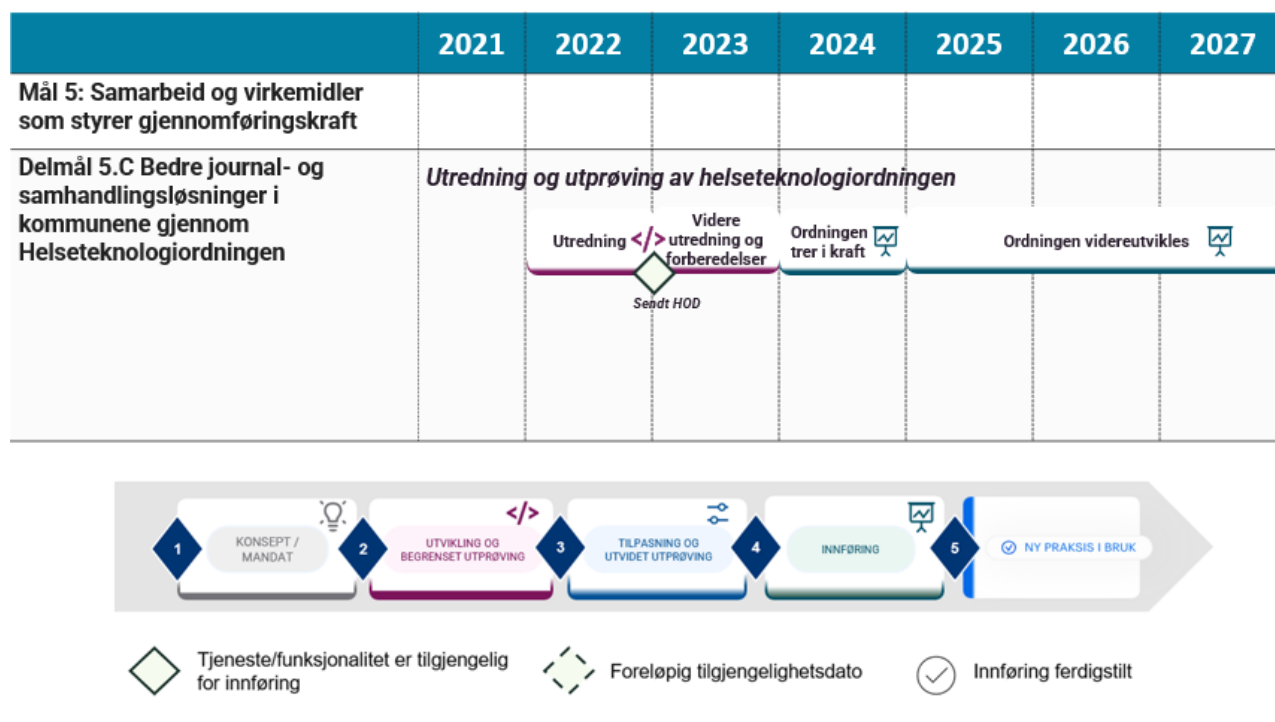 2021 2022 2023 2024 2025 2026 2027
Mål 5: Samarbeid og virkemidler
som styrer gjennomføringskraft
Delmål 5.C Bedre journal- og
samhandlingsløsninger i
kommunene gjennom
Helseteknologiordningen
Utredning og utprøving av helseteknologiordningen
Utredning </>
Videre
utredning og
forberedelser
Ordningen
trer i kraft
Ordningen videreutvikles
Sendt HOD
1
KONSEPT /
MANDAT
2
</>
UTVIKLING OG
BEGRENSET UTPRØVING
3
TILPASNING OG
UTVIDET UTPRØVING
4
INNFØRING
5
NY PRAKSIS I BRUK
Tjeneste/funksjonalitet er tilgjengelig
for innføring
Foreløpig tilgjengelighetsdato
Innføring ferdigstilt